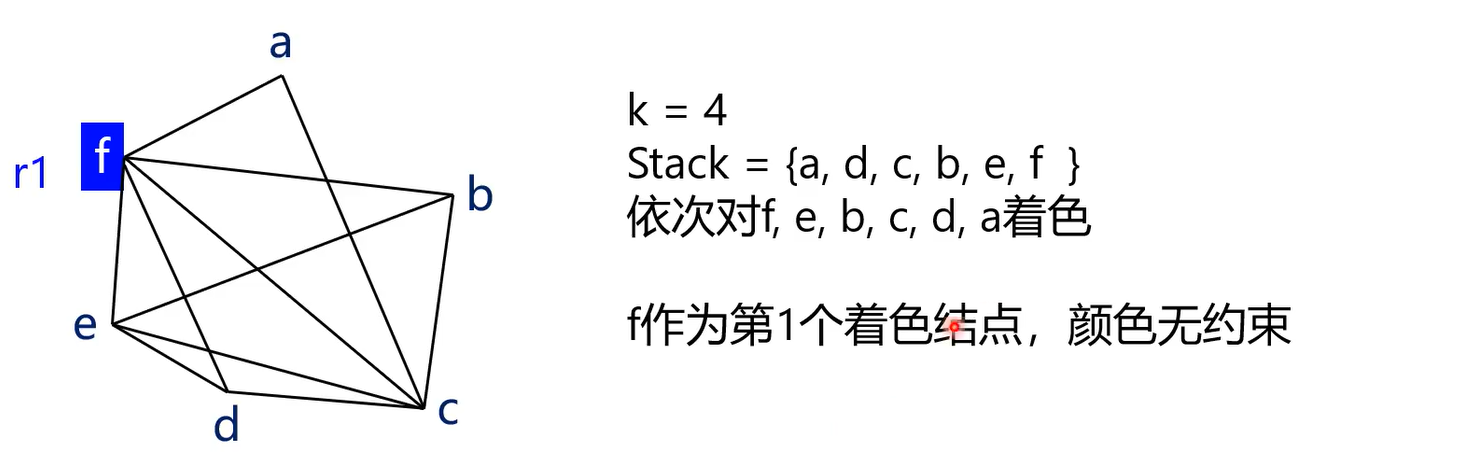 a
f
r1
b
e
d
c
k = 4
Stack = {a, d, c, b, e, f }
依次对f, e, b, c, d, a着色
f作为第1个着色结点，颜色无约束